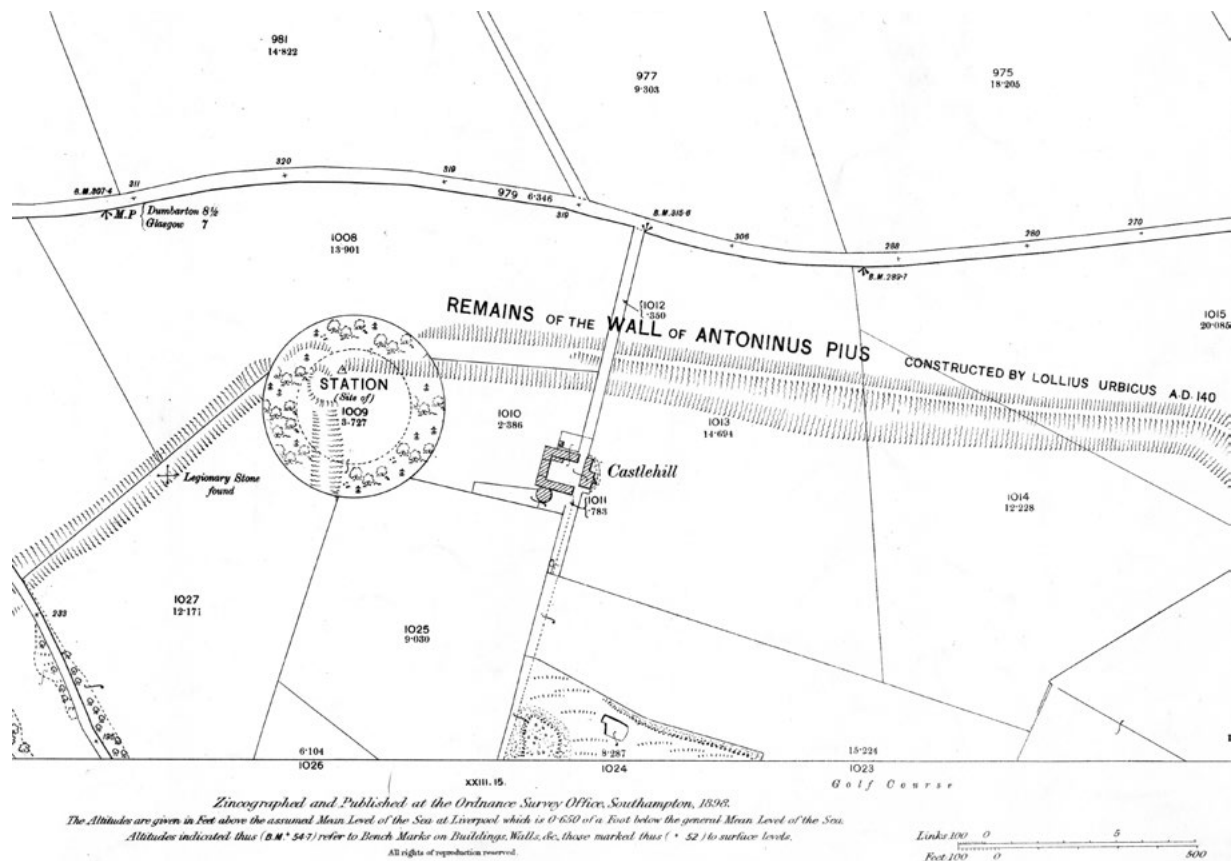 981
14·822
977
9·303
975
18·205
320
319
311
B.M.307·4
979 6·346
310
B.M.315·6
306
288
280
270
M.P { Dumbarton 8½
Glasgow 7
B.M.289·7
1008
13·901
1012
·350
1015
20·085
REMAINS OF THE WALL OF ANTONINUS PIUS
CONSTRUCTED BY LOLLIUS URBICUS A.D. 140
STATION
(Site of)
1009
3·727
1010
2·386
1013
14·694
Castlehill
Legionary Stone
found
1011
·783
1014
12·228
1027
12·171
233
1025
9·030
195
6·104
8·287
15·224
1026
1024
1023
XXIII. 15.
Golf Course
Zincographed and Published at the Ordnance Survey Office, Southampton, 1898.
The Altitudes are given in Feet above the assumed Mean Level of the Sea at Liverpool which is 0·650 of a Foot below the general Mean Level of the Sea.
Altitudes indicated thus (B.M.↑ 54·7) refer to Bench Marks on Buildings, Walls, &c., those marked thus (+ 52) to surface levels.
All rights of reproduction reserved.
Links 100 0 5
Feet 100 0 500